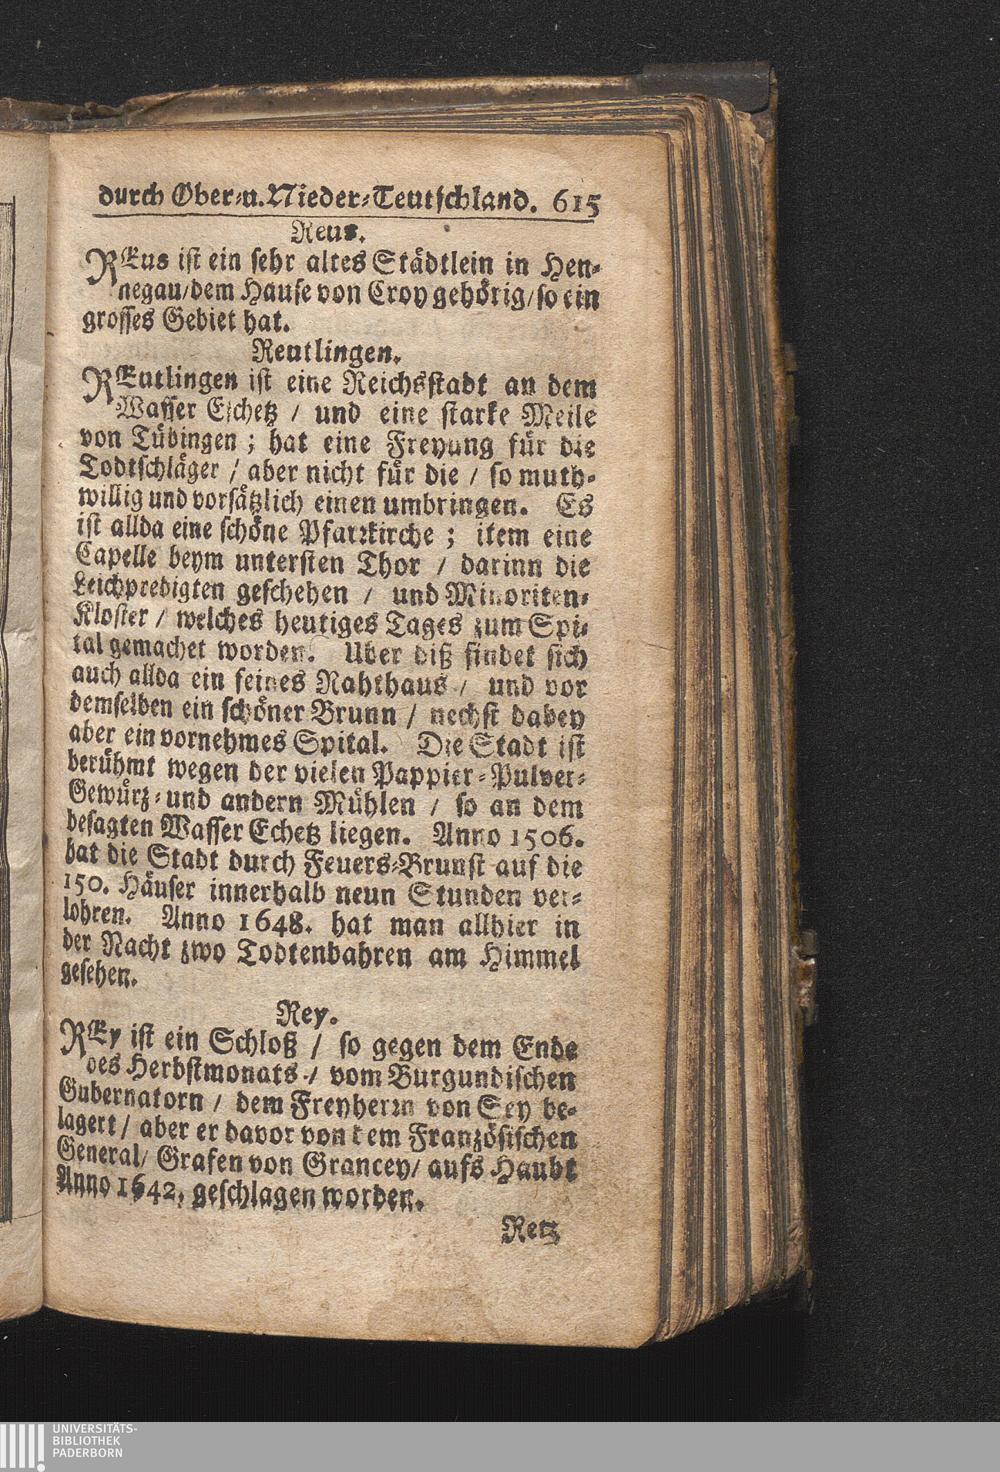 durch Ober-u. Nieder-Teutschland. 615
Reus.
REus ist ein sehr altes Städtlein in Hen-
negau / dem Hause von Croy gehörig / so ein
grosses Gebiet hat.
Reutlingen.
REutlingen ist eine Reichsstadt an dem
Wasser Eschetz / und eine starke Meile
von Tübingen ; hat eine Freyung für die
Todtschläger / aber nicht für die / so muth-
willig und vorsätzlich einen umbringen. Es
ist allda eine schöne Pfarrkirche ; item eine
Capelle beym untersten Thor / darinn die
Leichpredigten geschehen / und Minoriten-
Kloster / welches heutiges Tages zum Spi-
tal gemachet worden. Uber diß findet sich
auch allda ein feines Rahthaus / und vor
demselben ein schöner Brunn / nechst dabey
aber ein vornehmes Spital. Die Stadt ist
berühmt wegen der vielen Pappier-Pulver-
Gewürz-und andern Mühlen / so an dem
besagten Wasser Echetz liegen. Anno 1506.
hat die Stadt durch Feuers-Brunst auf die
150. Häuser innerhalb neun Stunden ver-
lohren. Anno 1648. hat man allhier in
der Nacht zwo Todtenbahren am Himmel
gesehen.
Rey.
REy ist ein Schloß / so gegen dem Ende
des Herbstmonats / vom Burgundischen
Gubernatorn / dem Freyherrn von Sey be-
lagert / aber er davor von dem Französischen
General / Grafen von Grancey / aufs Haubt
Anno 1642. geschlagen worden.
Retz
UNIVERSITÄTS-
BIBLIOTHEK
PADERBORN